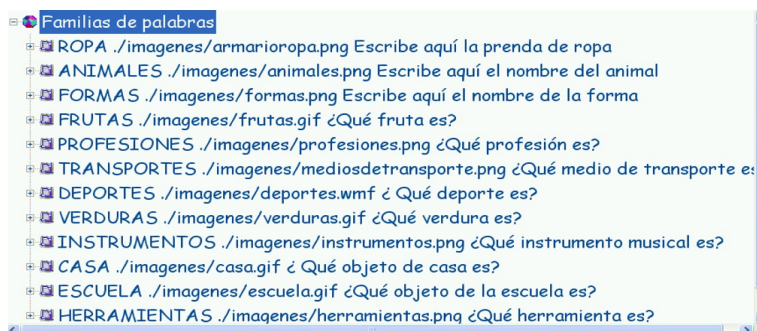 Familias de palabras
ROPA ./imagenes/armarioropa.png Escribe aquí la prenda de ropa
ANIMALES ./imagenes/animales.png Escribe aquí el nombre del animal
FORMAS ./imagenes/formas.png Escribe aquí el nombre de la forma
FRUTAS ./imagenes/frutas.gif ¿Qué fruta es?
PROFESIONES ./imagenes/profesiones.png ¿Qué profesión es?
TRANSPORTES ./imagenes/mediosdetransporte.png ¿Qué medio de transporte es
DEPORTES ./imagenes/deportes.wmf ¿ Qué deporte es?
VERDURAS ./imagenes/verduras.gif ¿Qué verdura es?
INSTRUMENTOS ./imagenes/instrumentos.png ¿Qué instrumento musical es?
CASA ./imagenes/casa.gif ¿ Qué objeto de casa es?
ESCUELA ./imagenes/escuela.gif ¿Qué objeto de la escuela es?
HERRAMIENTAS ./imagenes/herramientas.png ¿Qué herramienta es?